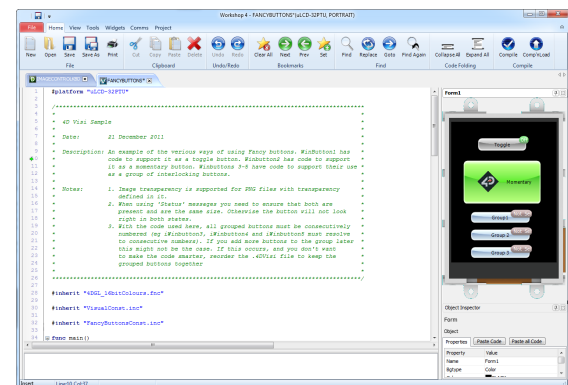 Workshop 4 - FANCYBUTTONS*(uLCD-32PTU, PORTRAIT)
File Home View Tools Widgets Comms Project
New Open Save Save As Print Cut Copy Paste Delete Undo Redo Clear All Next Prev Set Find Replace Goto Find Again Collapse All Expand All Compile Comp'nLoad
File Clipboard Undo/Redo Bookmarks Find Code Folding Compile
FANCYBUTTONS*
#platform "uLCD-32PTU"
/*
4D Visi Sample
Date: 21 December 2011
Description: An example of the verious ways of using Fancy buttons. WinButton1 has
code to support it as a toggle button. Winbutton2 has code to support
it as a momentary button. Winbuttons 3-5 have code to support their use
as a group of interlocking buttons.
Notes: 1. Image transparency is supported for PNG files with transparency
defined in it.
2. When using 'Status' messages you need to ensure that both are
present and are the same size. Otherwise the button will not look
right in both states.
3. With the code used here, all grouped buttons must be consecutively
numbered (eg iWinbutton3, iWinbutton4 and iWinbutton5 must resolve
to consecutive numbers). If you add more buttons to the group later
this might not be the case. If this occurs, and you don't want
to make the code smarter, reorder the .4DVisi file to keep the
grouped buttons together
*/
#inherit "4DGL_16bitColours.fnc"
#inherit "VisualConst.inc"
#inherit "FancyButtonsConst.inc"
func main()
Form1
Toggle
4D
Momentary
Group1
Group 2
Group 3
Object Inspector
Form
Object
Properties Paste Code Paste all Code
Property Value
Name Form1
Bgtype Color
Insert Line:10 Col:37